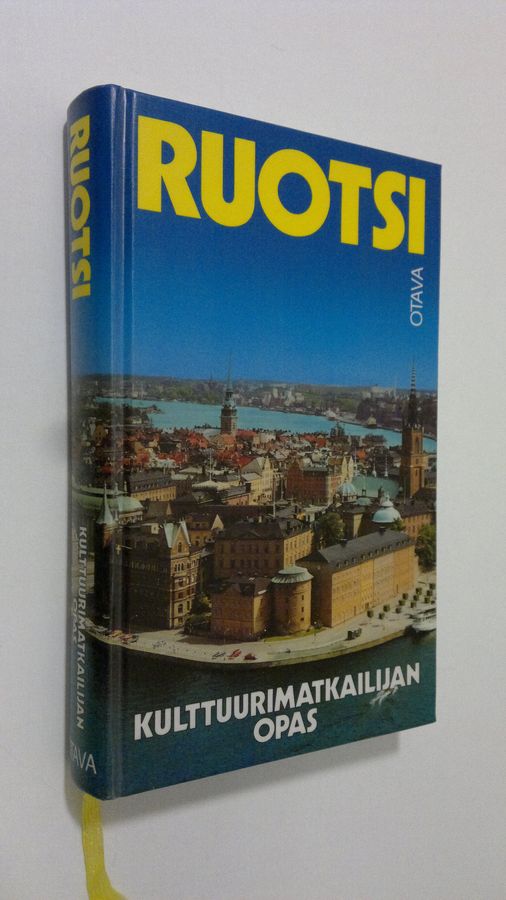 RUOTSI
OTAVA
KULTTUURIMATKAILIJAN
OPAS
RUOTSI
KULTTUURIMATKAILIJAN
OPAS
OTAVA